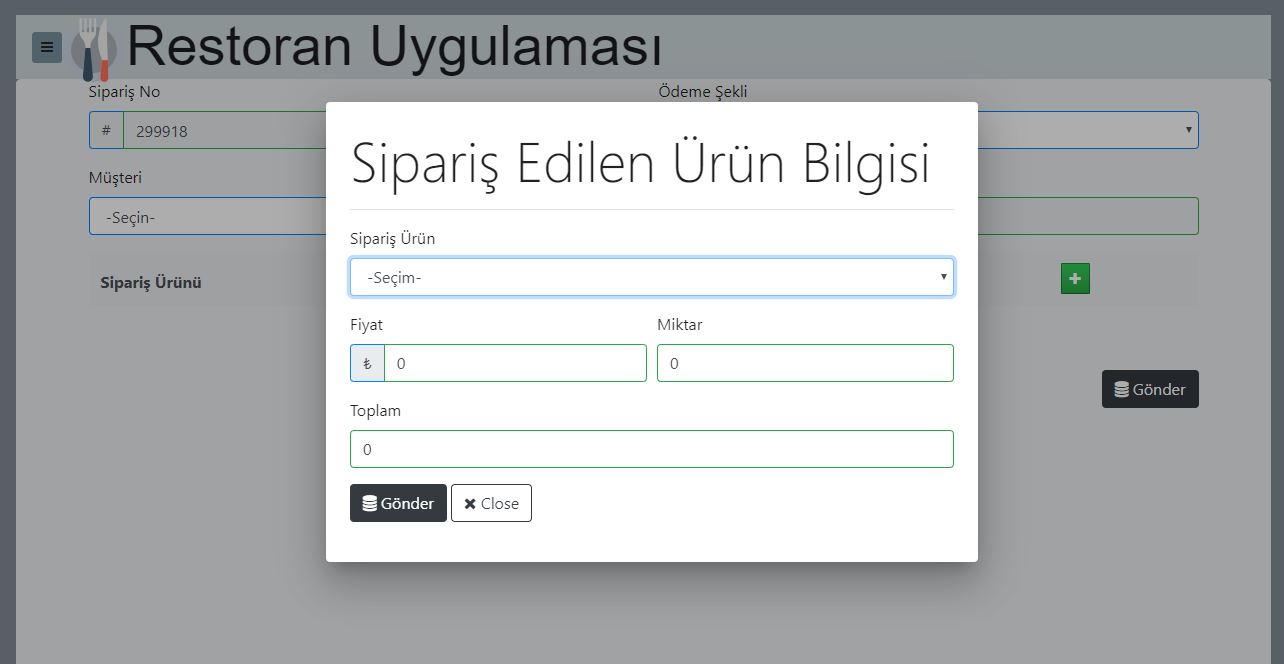 Restoran Uygulaması
Sipariş No
Ödeme Şekli
# 299918
Müşteri
-Seçin-
Sipariş Ürünü
Gönder
Sipariş Edilen Ürün Bilgisi
Sipariş Ürün
-Seçim-
Fiyat
Miktar
₺ 0
0
Toplam
0
Gönder
Close